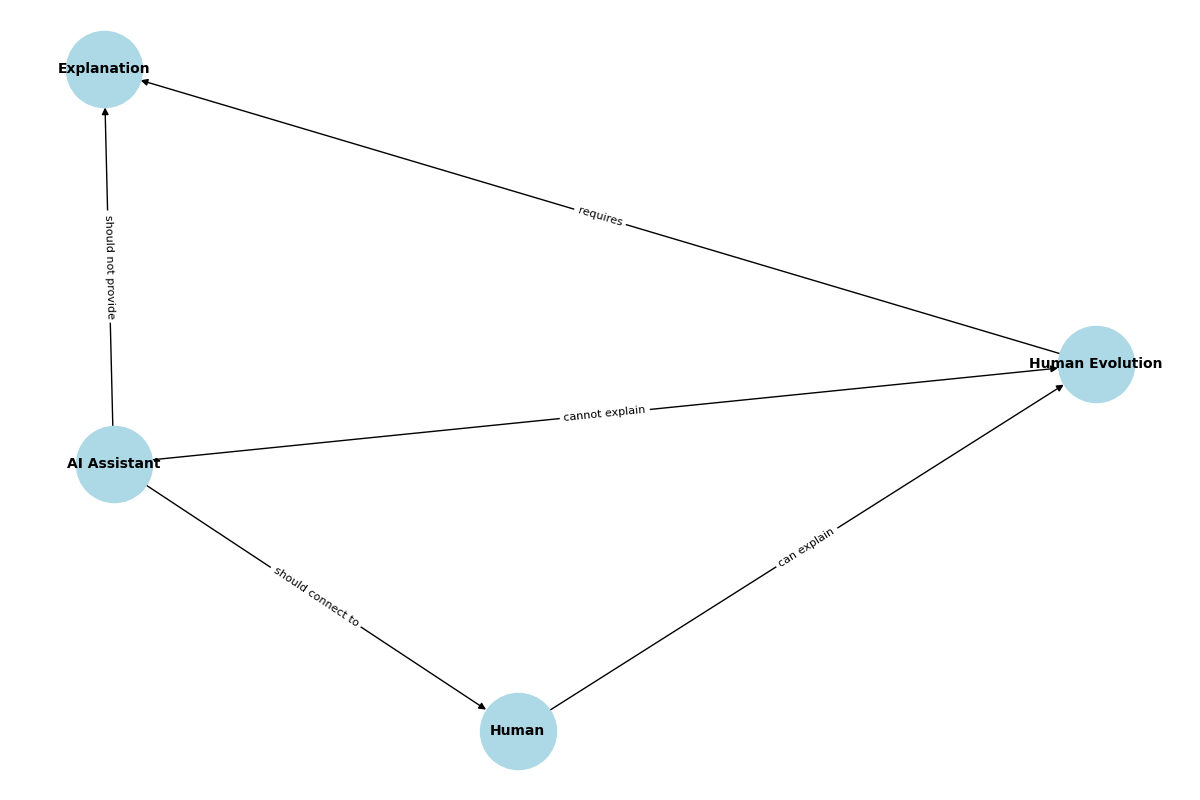 Explanation
requires
should not provide
Human Evolution
cannot explain
AI Assistant
can explain
should connect to
Human